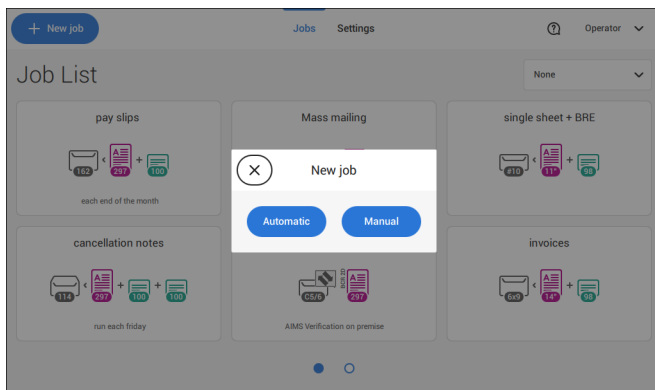 + New job
Jobs
Settings
Operator
Job List
None
pay slips
162
A
297
100
each end of the month
Mass mailing
single sheet + BRE
#10
A
11"
98
New job
Automatic
Manual
cancellation notes
114
A
297
100
100
run each friday
C5/6
BCR 2D
A
297
AIMS Verification on premise
invoices
6x9
A
14"
98